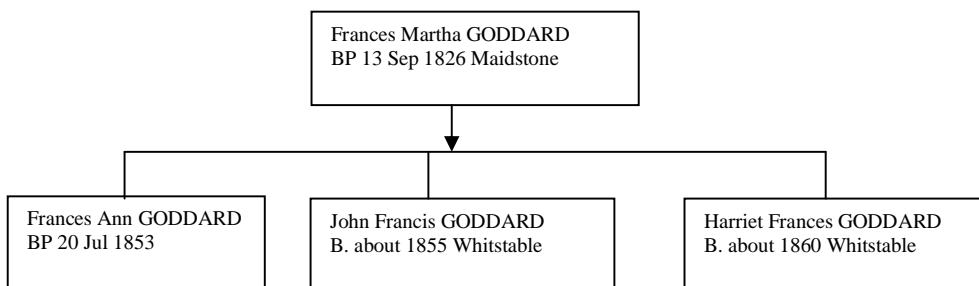 Frances Martha GODDARD
BP 13 Sep 1826 Maidstone
Frances Ann GODDARD
BP 20 Jul 1853
John Francis GODDARD
B. about 1855 Whitstable
Harriet Frances GODDARD
B. about 1860 Whitstable